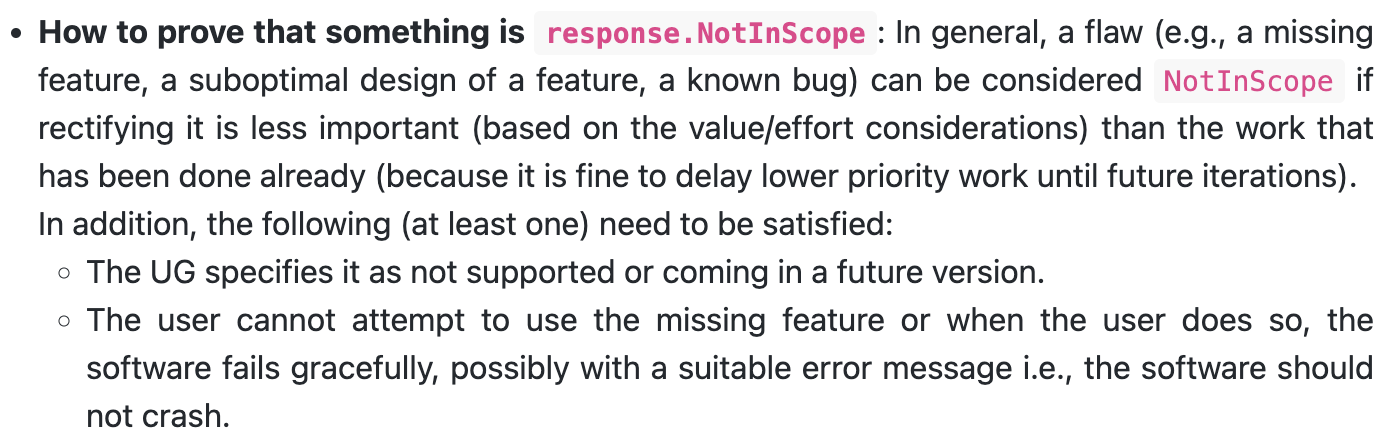 • How to prove that something is response.NotInScope: In general, a flaw (e.g., a missing
feature, a suboptimal design of a feature, a known bug) can be considered NotInScope if
rectifying it is less important (based on the value/effort considerations) than the work that
has been done already (because it is fine to delay lower priority work until future iterations).
In addition, the following (at least one) need to be satisfied:
◦ The UG specifies it as not supported or coming in a future version.
◦ The user cannot attempt to use the missing feature or when the user does so, the
software fails gracefully, possibly with a suitable error message i.e., the software should
not crash.